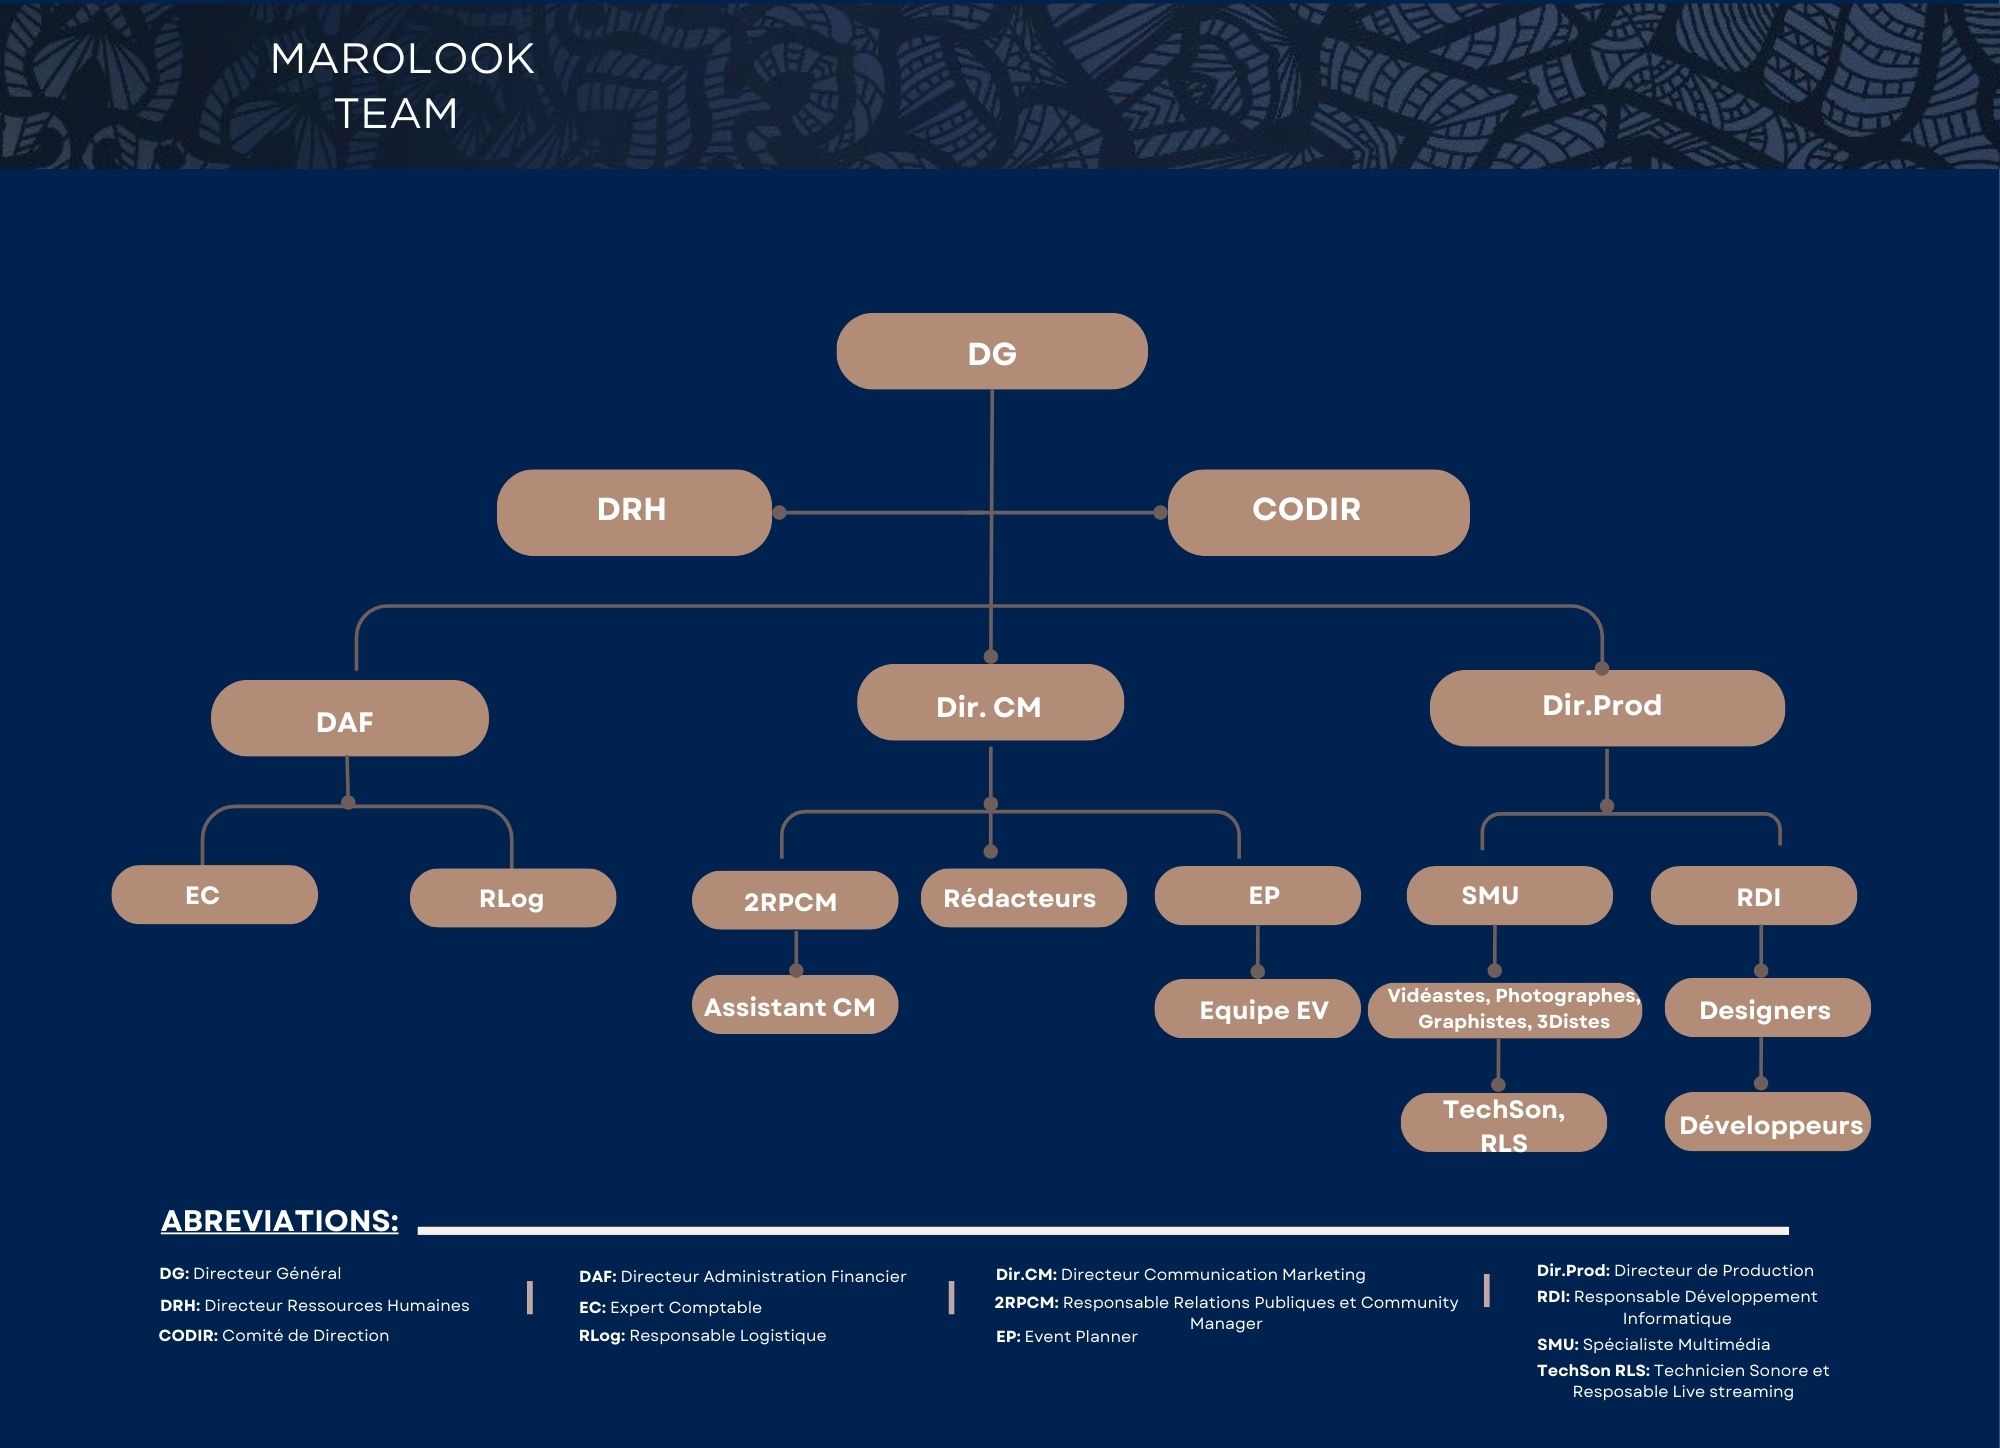 MAROLOOK
TEAM
DG
DRH
CODIR
DAF
Dir. CM
Dir.Prod
EC
RLog
2RPCM
Rédacteurs
EP
SMU
RDI
Assistant CM
Equipe EV
Vidéastes, Photographes,
Graphistes, 3Distes
Designers
TechSon,
RLS
Développeurs
ABREVIATIONS:
DG: Directeur Général
DRH: Directeur Ressources Humaines
CODIR: Comité de Direction
DAF: Directeur Administration Financier
EC: Expert Comptable
RLog: Responsable Logistique
Dir.CM: Directeur Communication Marketing
2RPCM: Responsable Relations Publiques et Community
Manager
EP: Event Planner
Dir.Prod: Directeur de Production
RDI: Responsable Développement
Informatique
SMU: Spécialiste Multimédia
TechSon RLS: Technicien Sonore et
Resposable Live streaming